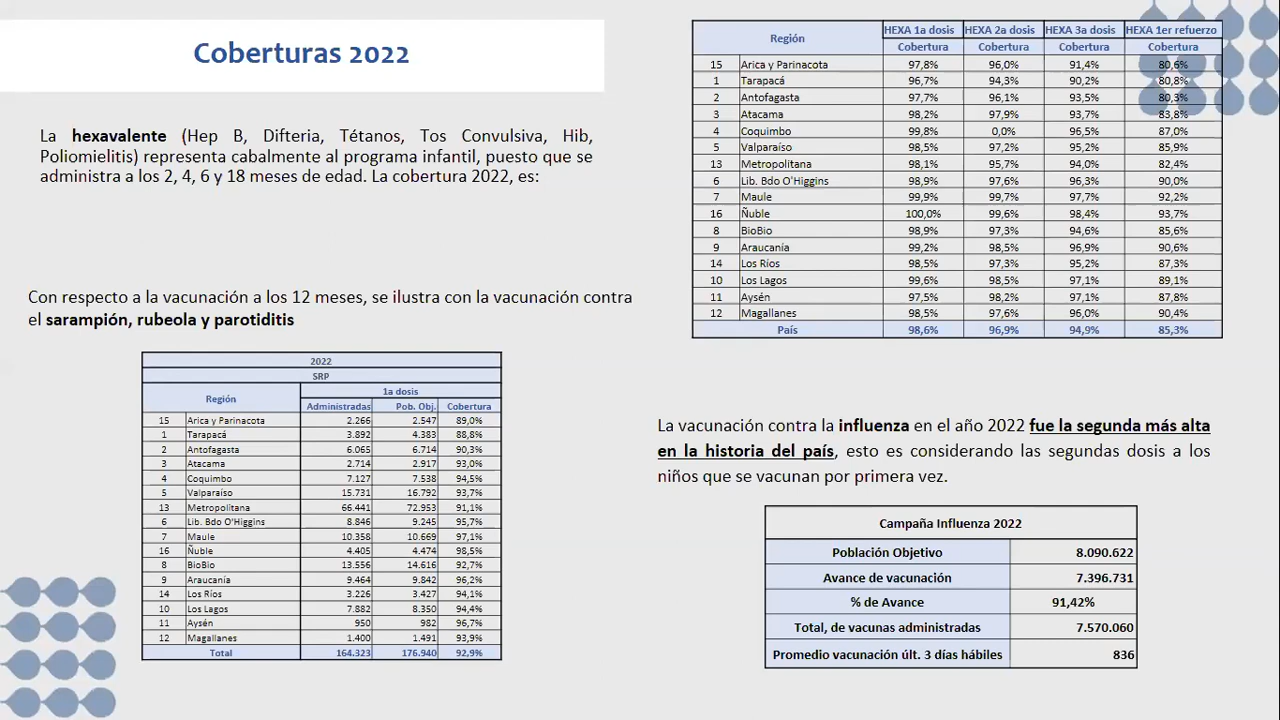 Coberturas 2022
La hexavalente (Hep B, Difteria, Tétanos, Tos Convulsiva, Hib,
Poliomielitis) representa cabalmente al programa infantil, puesto que se
administra a los 2, 4, 6 y 18 meses de edad. La cobertura 2022, es:
Con respecto a la vacunación a los 12 meses, se ilustra con la vacunación contra
el sarampión, rubeola y parotiditis
2022
SRP
Región 1a dosis
Administradas Pob. Obj. Cobertura
15 Arica y Parinacota 2.266 2.547 89,0%
1 Tarapacá 3.892 4.383 88,8%
2 Antofagasta 6.065 6.714 90,3%
3 Atacama 2.714 2.917 93,0%
4 Coquimbo 7.127 7.538 94,5%
5 Valparaíso 15.731 16.792 93,7%
13 Metropolitana 66.441 72.953 91,1%
6 Lib. Bdo O'Higgins 8.846 9.245 95,7%
7 Maule 10.358 10.669 97,1%
16 Ñuble 4.405 4.474 98,5%
8 BioBio 13.556 14.616 92,7%
9 Araucanía 9.464 9.842 96,2%
14 Los Ríos 3.226 3.427 94,1%
10 Los Lagos 7.882 8.350 94,4%
11 Aysén 950 982 96,7%
12 Magallanes 1.400 1.491 93,9%
Total 164.323 176.940 92,9%
Región HEXA 1a dosis HEXA 2a dosis HEXA 3a dosis HEXA 1er refuerzo
Cobertura Cobertura Cobertura Cobertura
15 Arica y Parinacota 97,8% 96,0% 91,4% 80,6%
1 Tarapacá 96,7% 94,3% 90,2% 80,8%
2 Antofagasta 97,7% 96,1% 93,5% 80,3%
3 Atacama 98,2% 97,9% 93,7% 83,8%
4 Coquimbo 99,8% 0,0% 96,5% 87,0%
5 Valparaíso 98,5% 97,2% 95,2% 85,9%
13 Metropolitana 98,1% 95,7% 94,0% 82,4%
6 Lib. Bdo O'Higgins 98,9% 97,6% 96,3% 90,0%
7 Maule 99,9% 99,7% 97,7% 92,2%
16 Ñuble 100,0% 99,6% 98,4% 93,7%
8 BioBio 98,9% 97,3% 94,6% 85,6%
9 Araucanía 99,2% 98,5% 96,9% 90,6%
14 Los Ríos 98,5% 97,3% 95,2% 87,3%
10 Los Lagos 99,6% 98,5% 97,1% 89,1%
11 Aysén 97,5% 98,2% 97,1% 87,8%
12 Magallanes 98,5% 97,6% 96,0% 90,4%
País 98,6% 96,9% 94,9% 85,3%
La vacunación contra la influenza en el año 2022 fue la segunda más alta
en la historia del país, esto es considerando las segundas dosis a los
niños que se vacunan por primera vez.
Campaña Influenza 2022
Población Objetivo 8.090.622
Avance de vacunación 7.396.731
% de Avance 91,42%
Total, de vacunas administradas 7.570.060
Promedio vacunación últ. 3 días hábiles 836